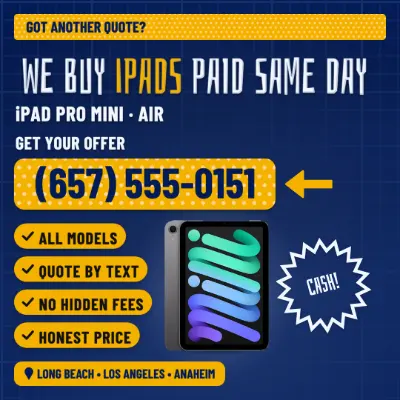 GOT ANOTHER QUOTE?
WE BUY IPADS PAID SAME DAY
iPAD PRO MINI · AIR
GET YOUR OFFER
(657) 555-0151
ALL MODELS
QUOTE BY TEXT
NO HIDDEN FEES
HONEST PRICE
CASH!
LONG BEACH • LOS ANGELES • ANAHEIM